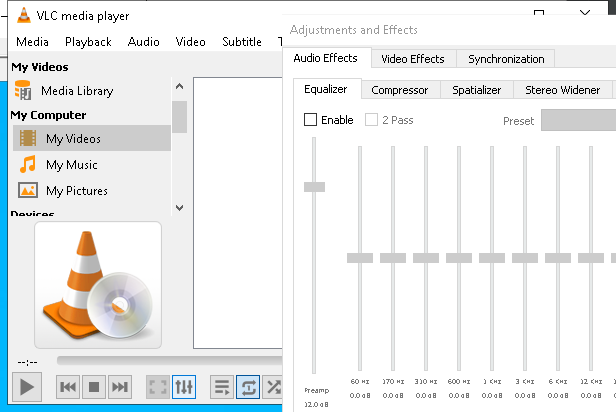 VLC media player
Media Playback Audio Video Subtitle T
My Videos
Media Library
My Computer
My Videos
My Music
My Pictures
Devices
--:--
Adjustments and Effects
Audio Effects Video Effects Synchronization
Equalizer Compressor Spatializer Stereo Widener
Enable 2 Pass Preset
60 Hz 170 Hz 310 Hz 600 Hz 1 KHz 3 KHz 6 KHz 12 KHz
Preamp
12.0 dB 0.0 dB 0.0 dB 0.0 dB 0.0 dB 0.0 dB 0.0 dB 0.0 dB 0.0 dB